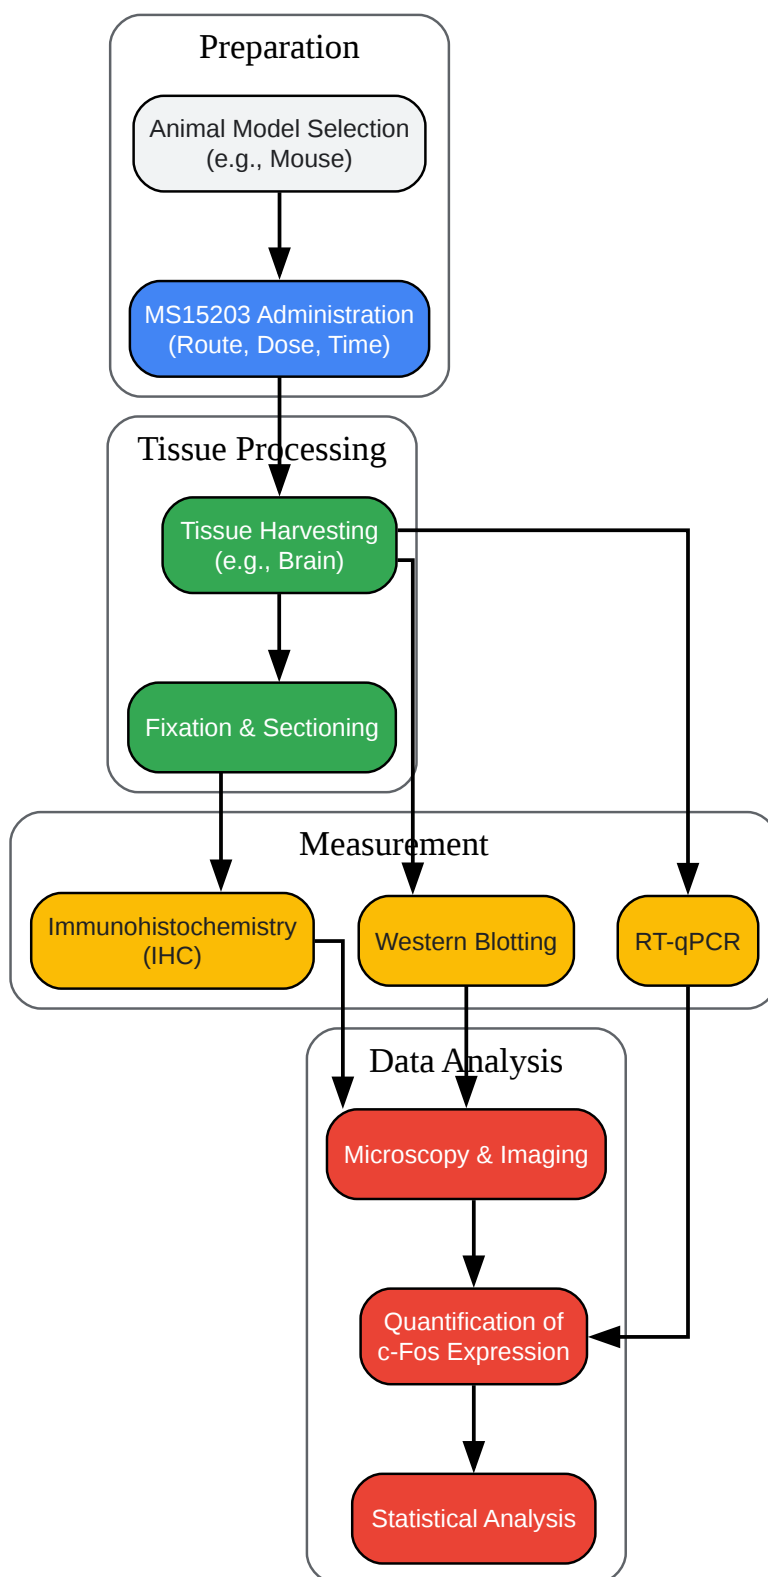 Preparation
Animal Model Selection
(e.g., Mouse)
MS15203 Administration
(Route, Dose, Time)
Tissue Processing
Tissue Harvesting
(e.g., Brain)
Fixation & Sectioning
Measurement
Immunohistochemistry
(IHC)
Western Blotting
RT-qPCR
Data Analysis
Microscopy & Imaging
Quantification of
c-Fos Expression
Statistical Analysis